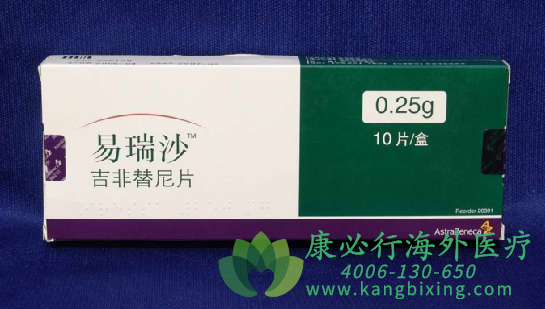 易瑞沙™
吉非替尼片
0.25g
10片/盒
AstraZeneca
康必行海外医疗
4006-130-650
www.kangbixing.com